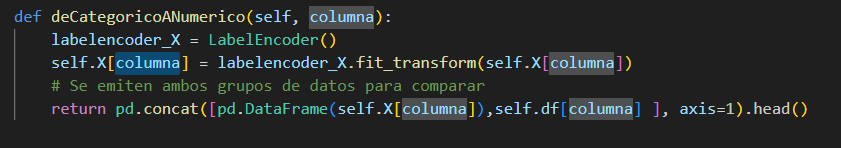 def deCategoricoANumerico(self, columna):
labelencoder_X = LabelEncoder()
self.X[columna] = labelencoder_X.fit_transform(self.X[columna])
# Se emiten ambos grupos de datos para comparar
return pd.concat([pd.DataFrame(self.X[columna]),self.df[columna] ], axis=1).head()